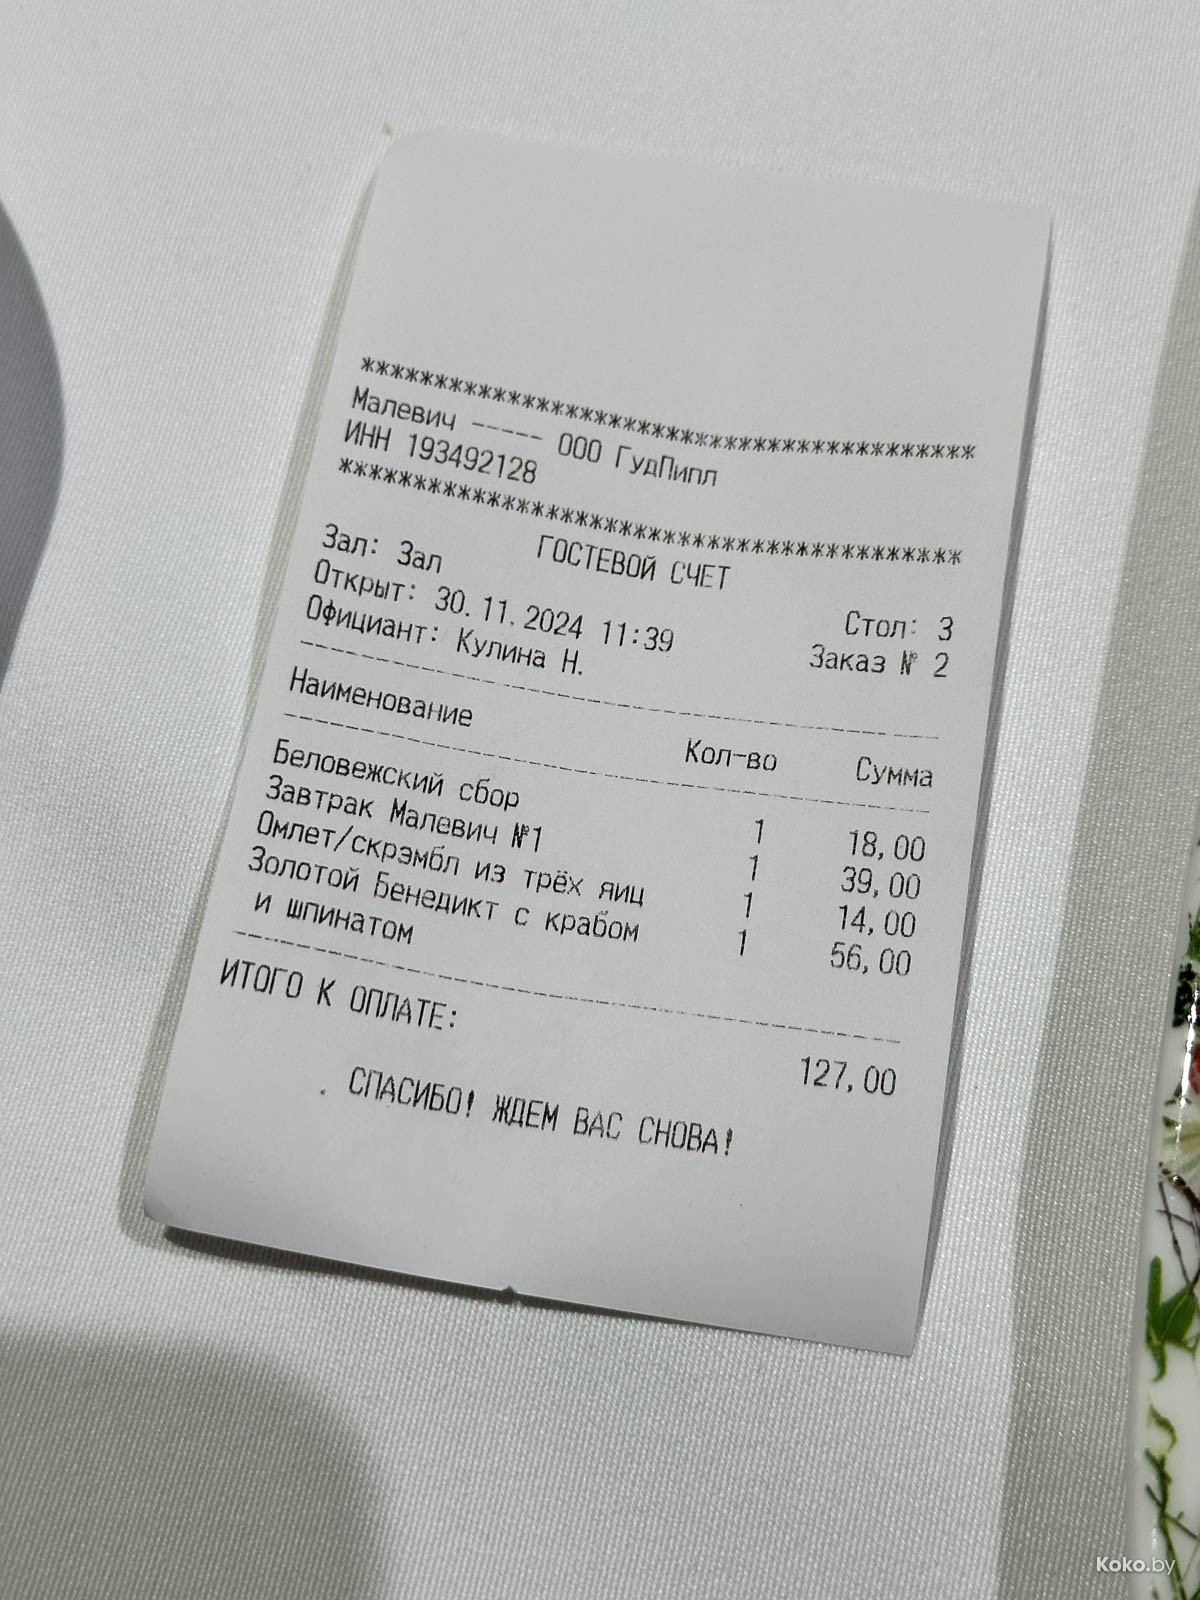 ****************************************
Малевич ----- ООО ГудПипл
ИНН 193492128
****************************************
ГОСТЕВОЙ СЧЕТ
Зал: Зал Стол: 3
Открыт: 30.11.2024 11:39 Заказ № 2
Официант: Кулина Н.
Наименование Кол-во Сумма
Беловежский сбор 1 18,00
Завтрак Малевич №1 1 39,00
Омлет/скрэмбл из трёх яиц 1 14,00
Золотой Бенедикт с крабом 1 56,00
и шпинатом
ИТОГО К ОПЛАТЕ: 127,00
СПАСИБО! ЖДЕМ ВАС СНОВА!
Koko.by